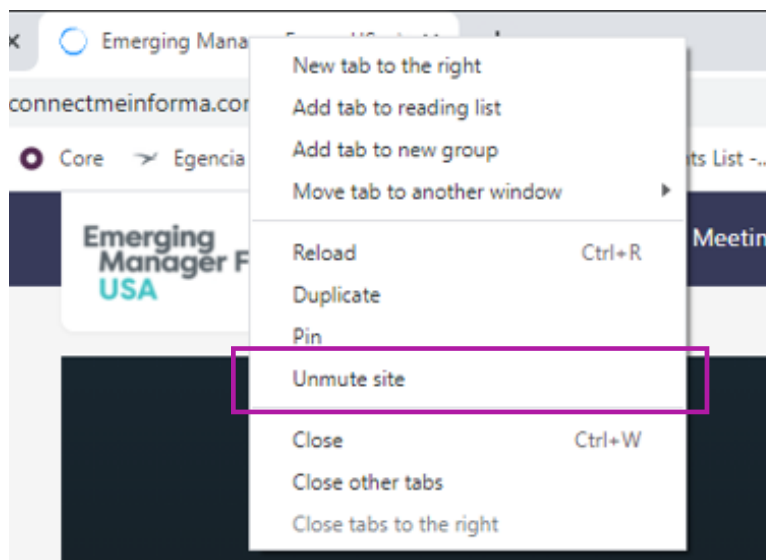 Emerging Mana
connectmeinforma.cor
Core Egencia ts List -..
Emerging
Manager F
USA
Meetin
New tab to the right
Add tab to reading list
Add tab to new group
Move tab to another window
Reload Ctrl+R
Duplicate
Pin
Unmute site
Close Ctrl+W
Close other tabs
Close tabs to the right